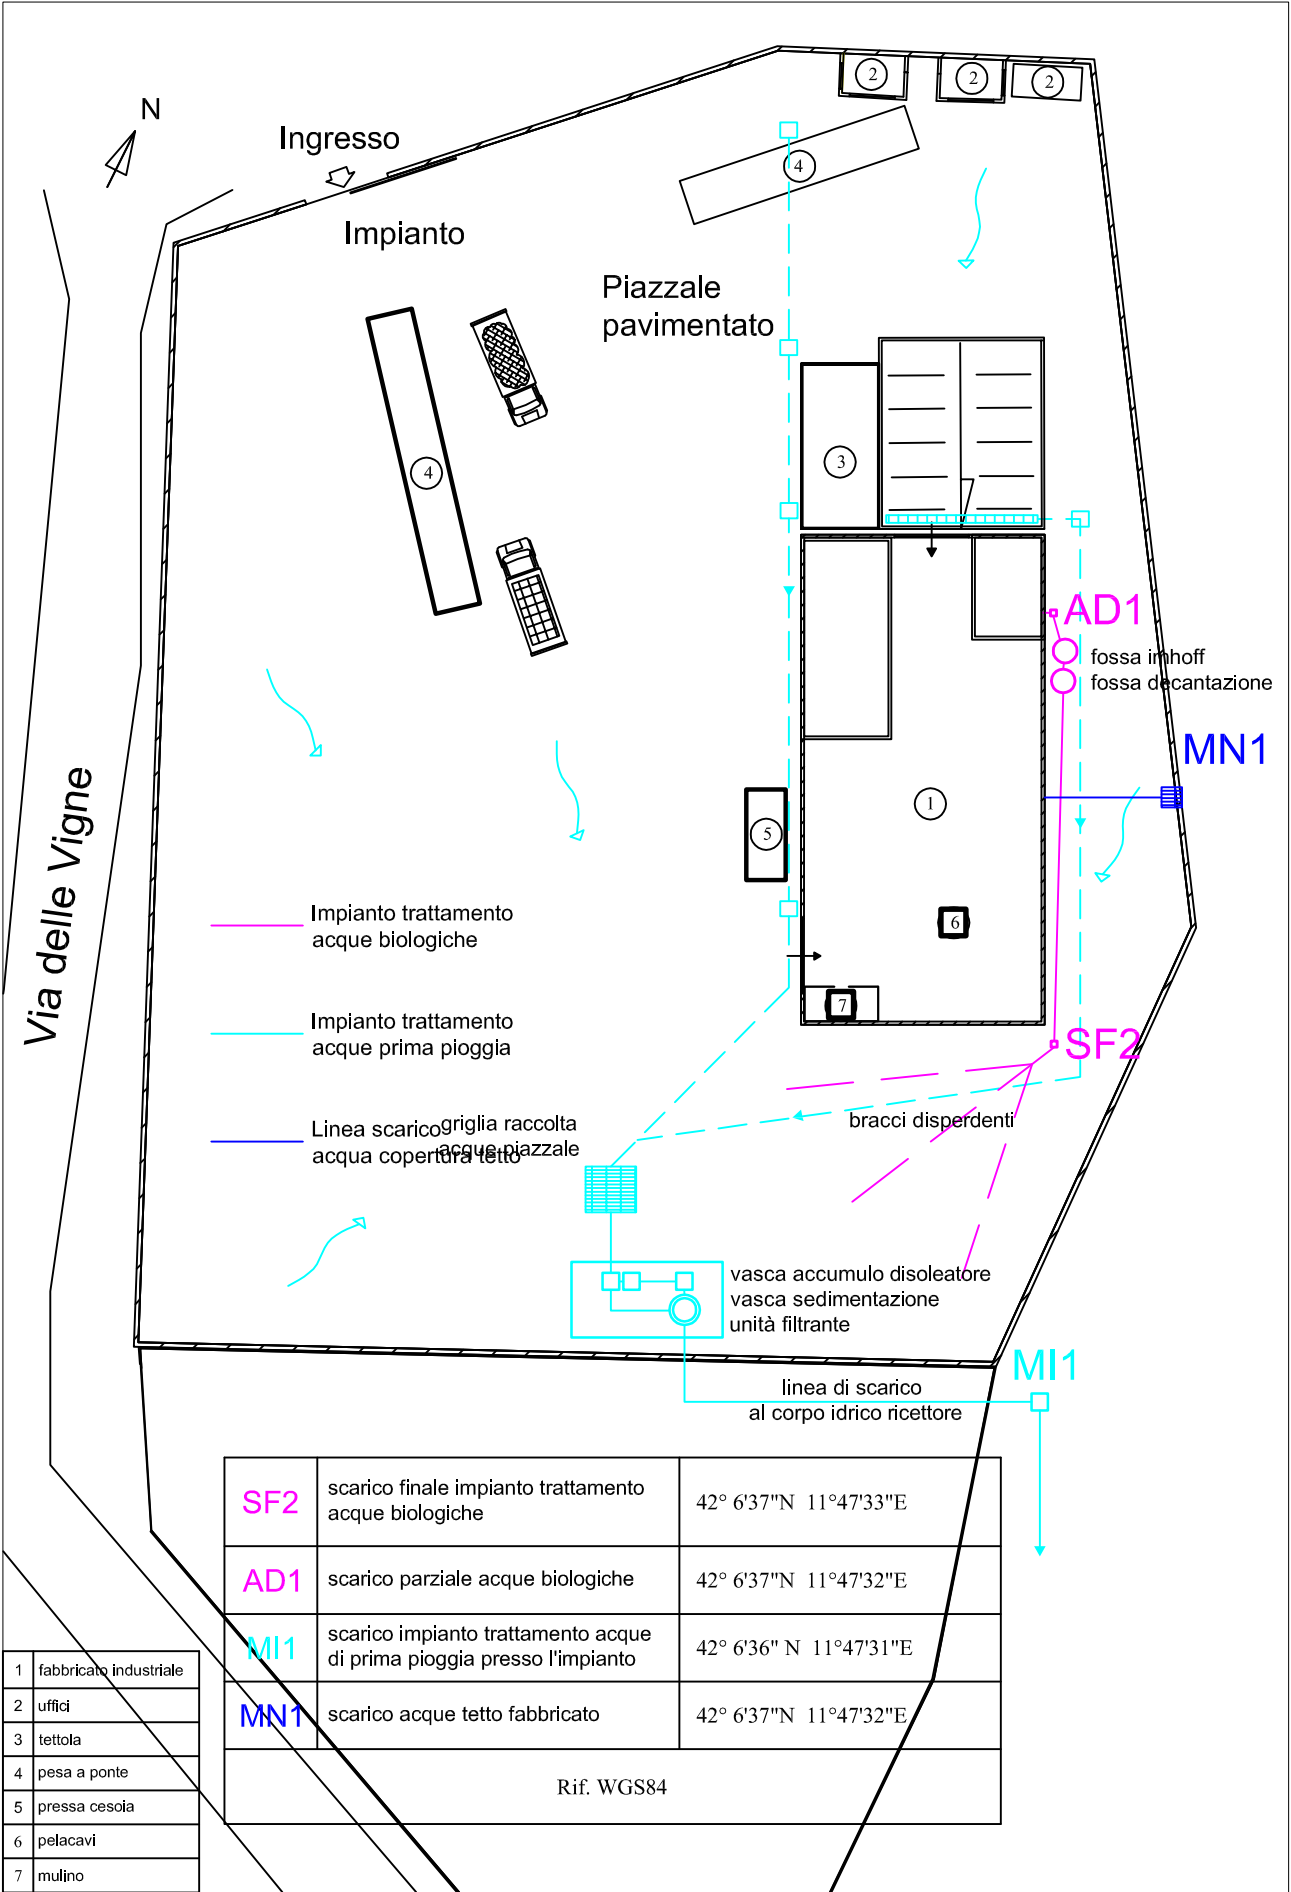 N
Ingresso
Impianto
2
2
2
4
Piazzale
pavimentato
3
4
AD1
fossa imhoff
fossa decantazione
MN1
1
5
6
7
Via delle Vigne
Impianto trattamento
acque biologiche
Impianto trattamento
acque prima pioggia
Linea scarico
acqua copertura tetto
griglia raccolta
acque piazzale
SF2
bracci disperdenti
vasca accumulo disoleatore
vasca sedimentazione
unità filtrante
MI1
linea di scarico
al corpo idrico ricettore
SF2 scarico finale impianto trattamento
acque biologiche 42° 6'37"N 11°47'33"E
AD1 scarico parziale acque biologiche 42° 6'37"N 11°47'32"E
MI1 scarico impianto trattamento acque
di prima pioggia presso l'impianto 42° 6'36" N 11°47'31"E
MN1 scarico acque tetto fabbricato 42° 6'37"N 11°47'32"E
Rif. WGS84
1 fabbricato industriale
2 uffici
3 tettoia
4 pesa a ponte
5 pressa cesoia
6 pelacavi
7 mulino